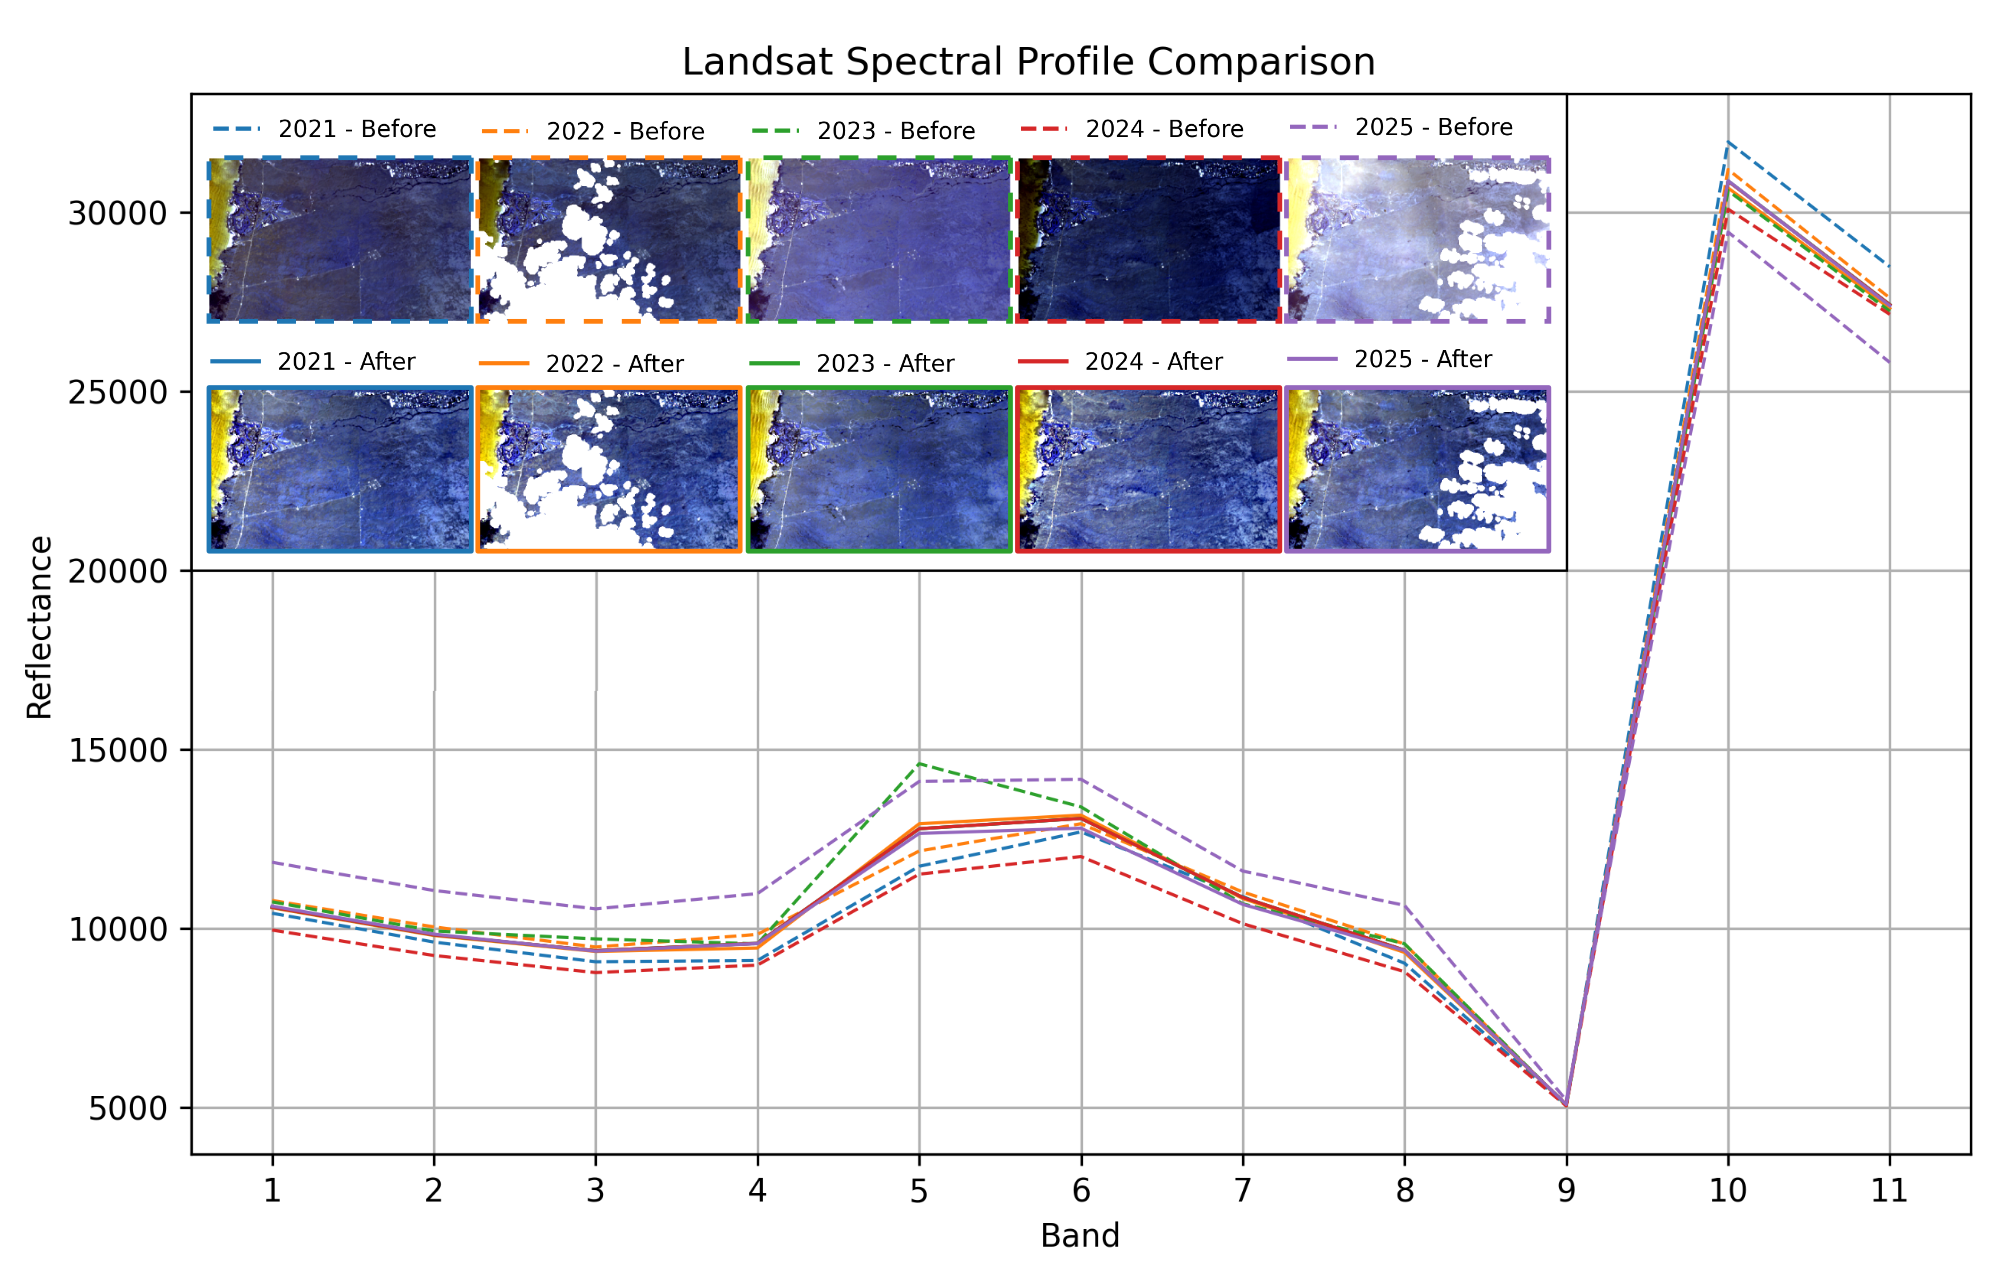 Landsat Spectral Profile Comparison
2021 - Before
2022 - Before
2023 - Before
2024 - Before
2025 - Before
2021 - After
2022 - After
2023 - After
2024 - After
2025 - After
30000
25000
20000
15000
10000
5000
Reflectance
1 2 3 4 5 6 7 8 9 10 11
Band